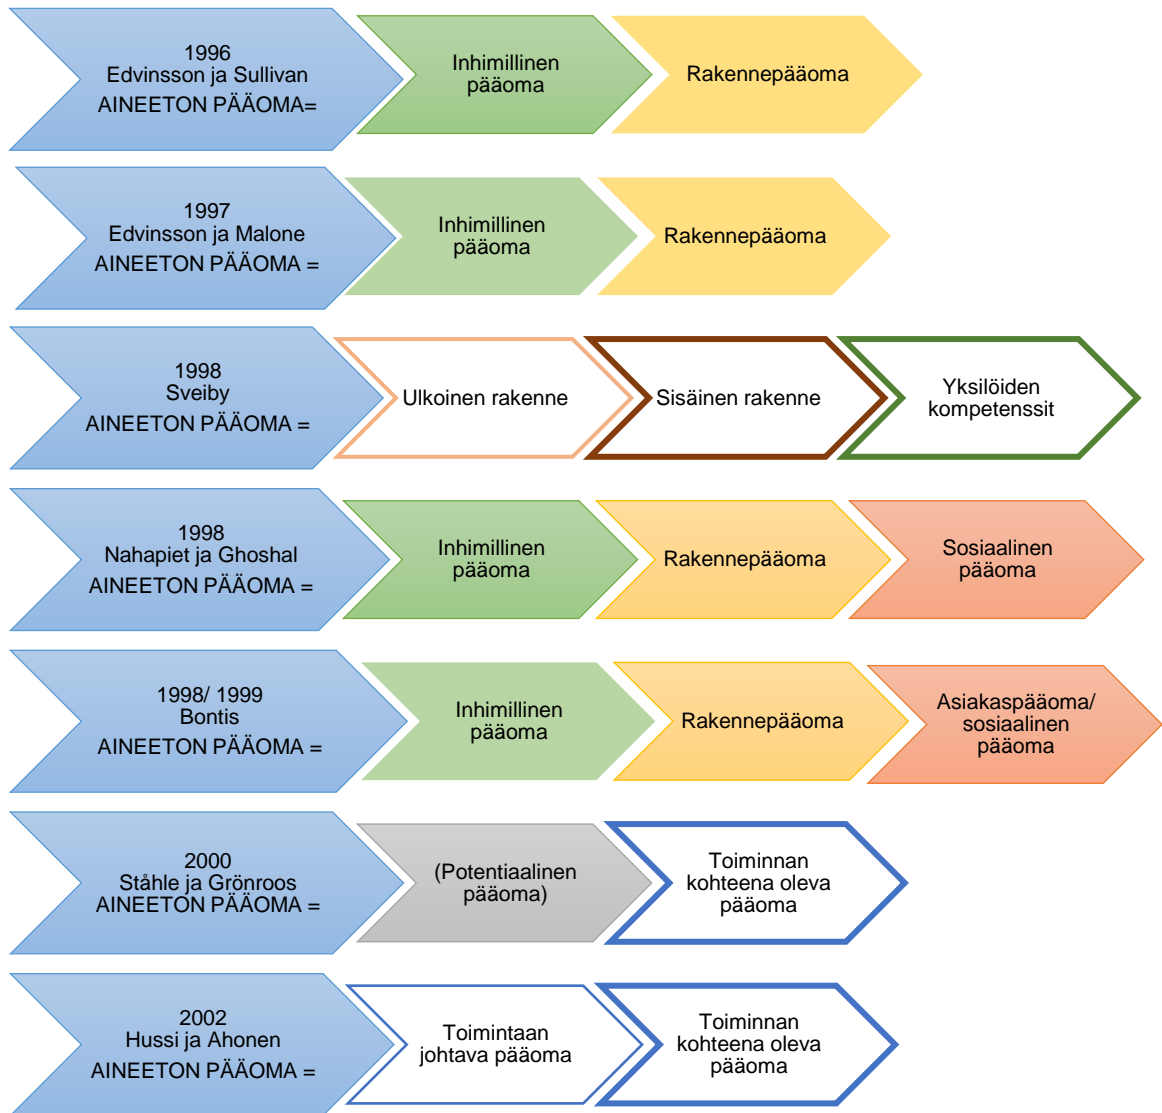 1996
Edvinsson ja Sullivan
AINEETON PÄÄOMA=
Inhimillinen
pääoma
Rakennepääoma
1997
Edvinsson ja Malone
AINEETON PÄÄOMA =
Inhimillinen
pääoma
Rakennepääoma
1998
Sveiby
AINEETON PÄÄOMA =
Ulkoinen rakenne
Sisäinen rakenne
Yksilöiden
kompetenssit
1998
Nahapiet ja Ghoshal
AINEETON PÄÄOMA =
Inhimillinen
pääoma
Rakennepääoma
Sosiaalinen
pääoma
1998/ 1999
Bontis
AINEETON PÄÄOMA =
Inhimillinen
pääoma
Rakennepääoma
Asiakaspääoma/
sosiaalinen
pääoma
2000
Ståhle ja Grönroos
AINEETON PÄÄOMA =
(Potentiaalinen
pääoma)
Toiminnan
kohteena oleva
pääoma
2002
Hussi ja Ahonen
AINEETON PÄÄOMA =
Toimintaan
johtava pääoma
Toiminnan
kohteena oleva
pääoma